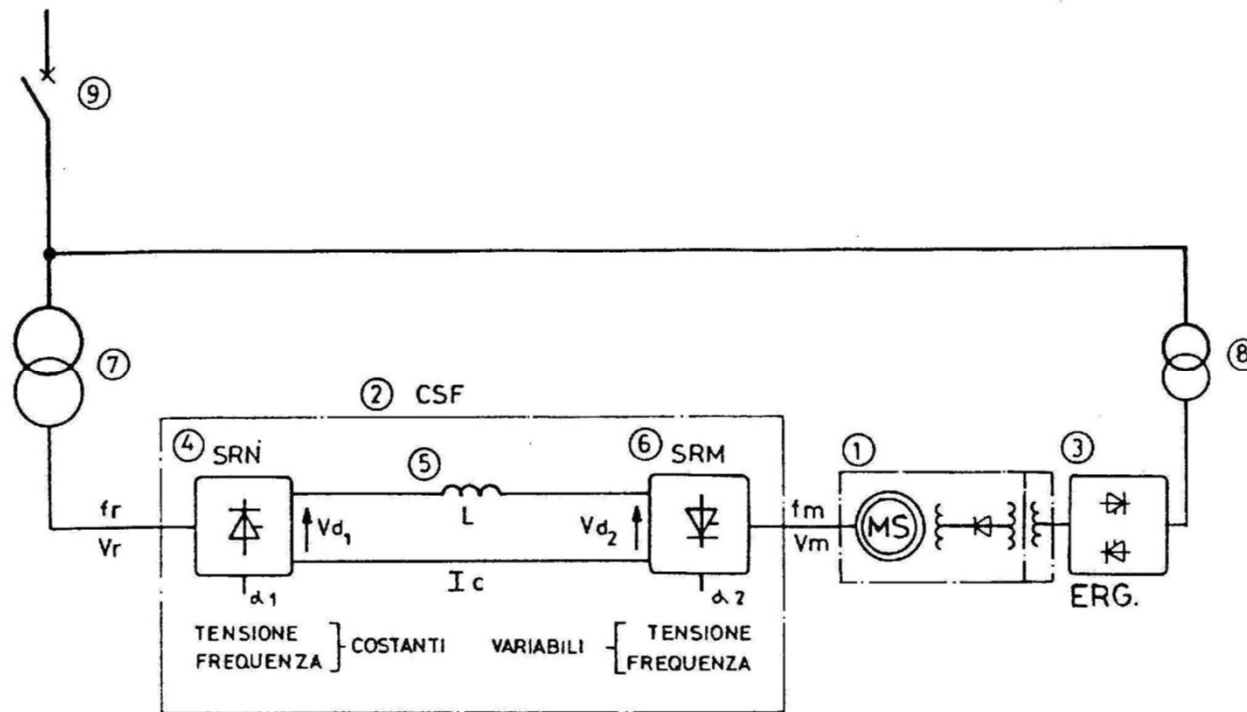 ⑨
⑦
⑧
② CSF
④ SRN
⑤
⑥ SRM
①
③
fr
Vr
Vd1
L
Vd2
fm
Vm
MS
Ic
α1
α2
ERG.
TENSIONE
FREQUENZA
COSTANTI
VARIABILI
TENSIONE
FREQUENZA